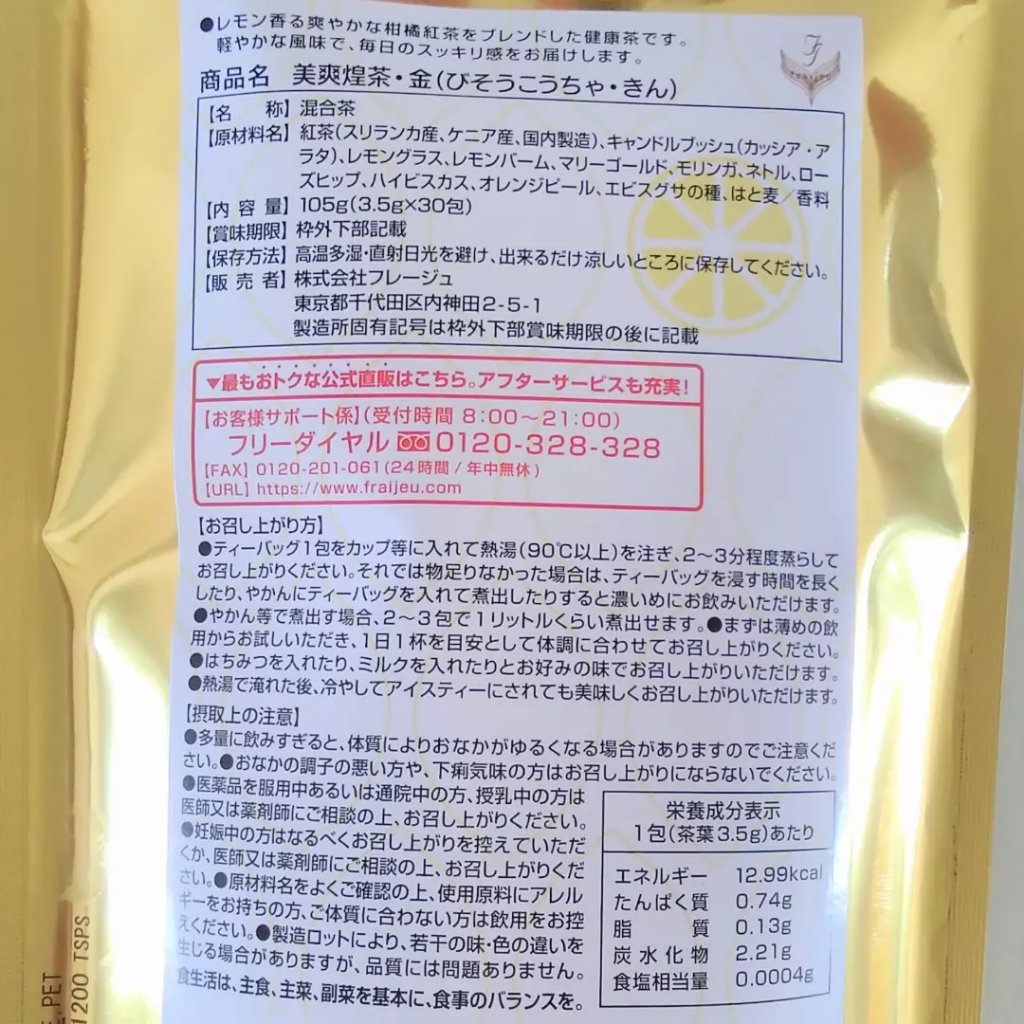 ●レモン香る爽やかな柑橘紅茶をブレンドした健康茶です。
軽やかな風味で、毎日のスッキリ感をお届けします。
商品名 美爽煌茶・金(びそうこうちゃ・きん)
【名 称】混合茶
【原材料名】紅茶(スリランカ産、ケニア産、国内製造)、キャンドルブッシュ(カッシア・ア
ラタ)、レモングラス、レモンバーム、マリーゴールド、モリンガ、ネトル、ロー
ズヒップ、ハイビスカス、オレンジピール、エビスグサの種、はと麦/香料
【内 容 量】105g(3.5g×30包)
【賞味期限】枠外下部記載
【保存方法】高温多湿・直射日光を避け、出来るだけ涼しいところに保存してください。
【販 売 者】株式会社フレージュ
東京都千代田区内神田2-5-1
製造所固有記号は枠外下部賞味期限の後に記載
▼最もおトクな公式直販はこちら。アフターサービスも充実!
【お客様サポート係】(受付時間 8:00~21:00)
フリーダイヤル 0120-328-328
【FAX】0120-201-061(24時間/年中無休)
【URL】https://www.fraijeu.com
【お召し上がり方】
●ティーバッグ1包をカップ等に入れて熱湯(90℃以上)を注ぎ、2~3分程度蒸らして
お召し上がりください。それでは物足りなかった場合は、ティーバッグを浸す時間を長く
したり、やかんにティーバッグを入れて煮出したりすると濃いめにお飲みいただけます。
●やかん等で煮出す場合、2~3包で1リットルくらい煮出せます。●まずは薄めの飲
用からお試しいただき、1日1杯を目安として体調に合わせてお召し上がりください。
●はちみつを入れたり、ミルクを入れたりとお好みの味でお召し上がりいただけます。
●熱湯で淹れた後、冷やしてアイスティーにされても美味しくお召し上がりいただけます。
【摂取上の注意】
●多量に飲みすぎると、体質によりおなかがゆるくなる場合がありますのでご注意くだ
さい。●おなかの調子の悪い方や、下痢気味の方はお召し上がりにならないでください。
●医薬品を服用中あるいは通院中の方、授乳中の方は
医師又は薬剤師にご相談の上、お召し上がりください。
●妊娠中の方はなるべくお召し上がりを控えていただ
くか、医師又は薬剤師にご相談の上、お召し上がりくだ
さい。●原材料名をよくご確認の上、使用原料にアレル
ギーをお持ちの方、ご体質に合わない方は飲用をお控
えください。●製造ロットにより、若干の味・色の違いを
生じる場合がありますが、品質には問題ありません。
食生活は、主食、主菜、副菜を基本に、食事のバランスを。
栄養成分表示
1包(茶葉3.5g)あたり
エネルギー 12.99kcal
たんぱく質 0.74g
脂 質 0.13g
炭水化物 2.21g
食塩相当量 0.0004g
,PET
1200 TSPS